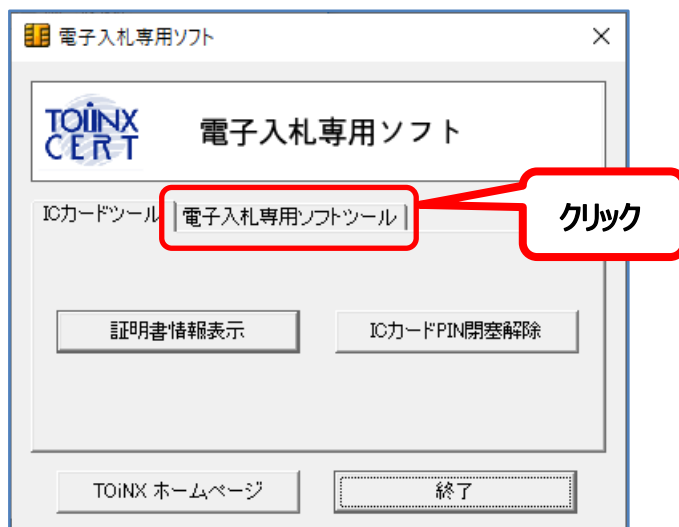 電子入札専用ソフト
TOiNX
CERT
電子入札専用ソフト
ICカードツール
電子入札専用ソフトツール
クリック
証明書情報表示
ICカードPIN閉塞解除
TOiNX ホームページ
終了